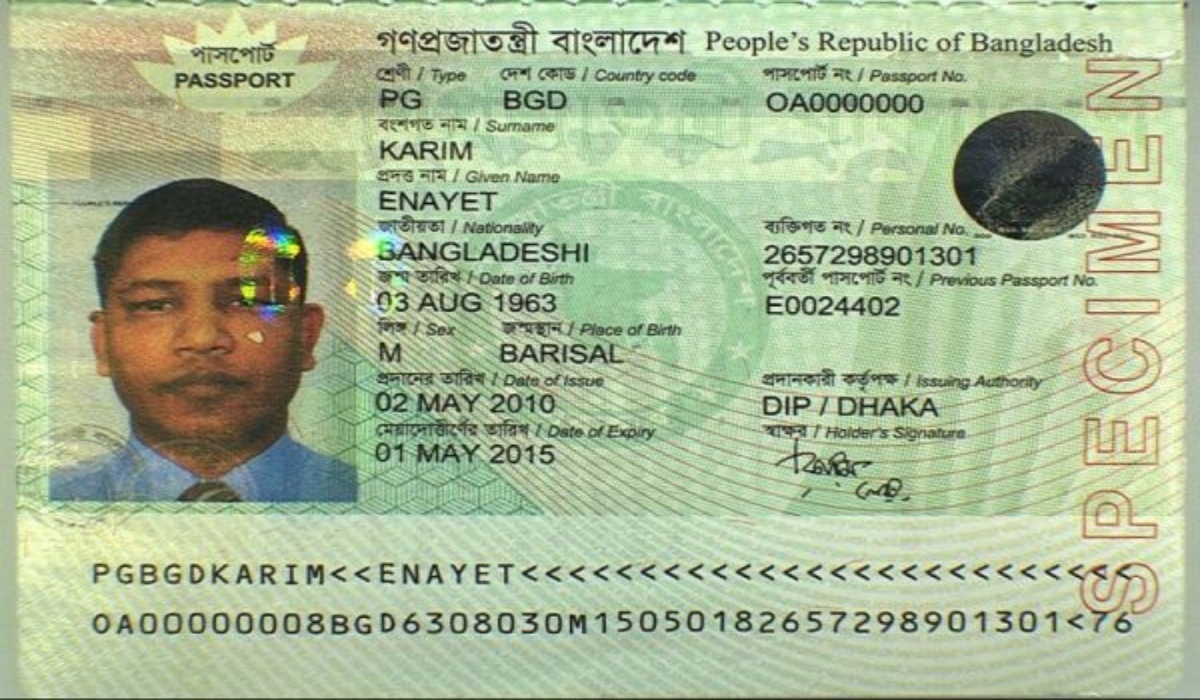 পাসপোর্ট
PASSPORT
গণপ্রজাতন্ত্রী বাংলাদেশ People's Republic of Bangladesh
শ্রেণী / Type দেশ কোড / Country code পাসপোর্ট নং / Passport No.
PG BGD OA0000000
বংশগত নাম / Surname
KARIM
প্রদত্ত নাম / Given Name
ENAYET
জাতীয়তা / Nationality ব্যক্তিগত নং / Personal No.
BANGLADESHI 2657298901301
জন্ম তারিখ / Date of Birth পূর্ববর্তী পাসপোর্ট নং / Previous Passport No.
03 AUG 1963 E0024402
লিঙ্গ / Sex জন্মস্থান / Place of Birth
M BARISAL
প্রদানের তারিখ / Date of Issue প্রদানকারী কর্তৃপক্ষ / Issuing Authority
02 MAY 2010 DIP / DHAKA
মেয়াদোত্তীর্ণের তারিখ / Date of Expiry স্বাক্ষর / Holder's Signature
01 MAY 2015
SPECIMEN
PGBGDKARIM<<ENAYET<<<<<<<<<<<<<<<<<<<<<<<<<<
OA00000008BGD6308030M15050182657298901301<76